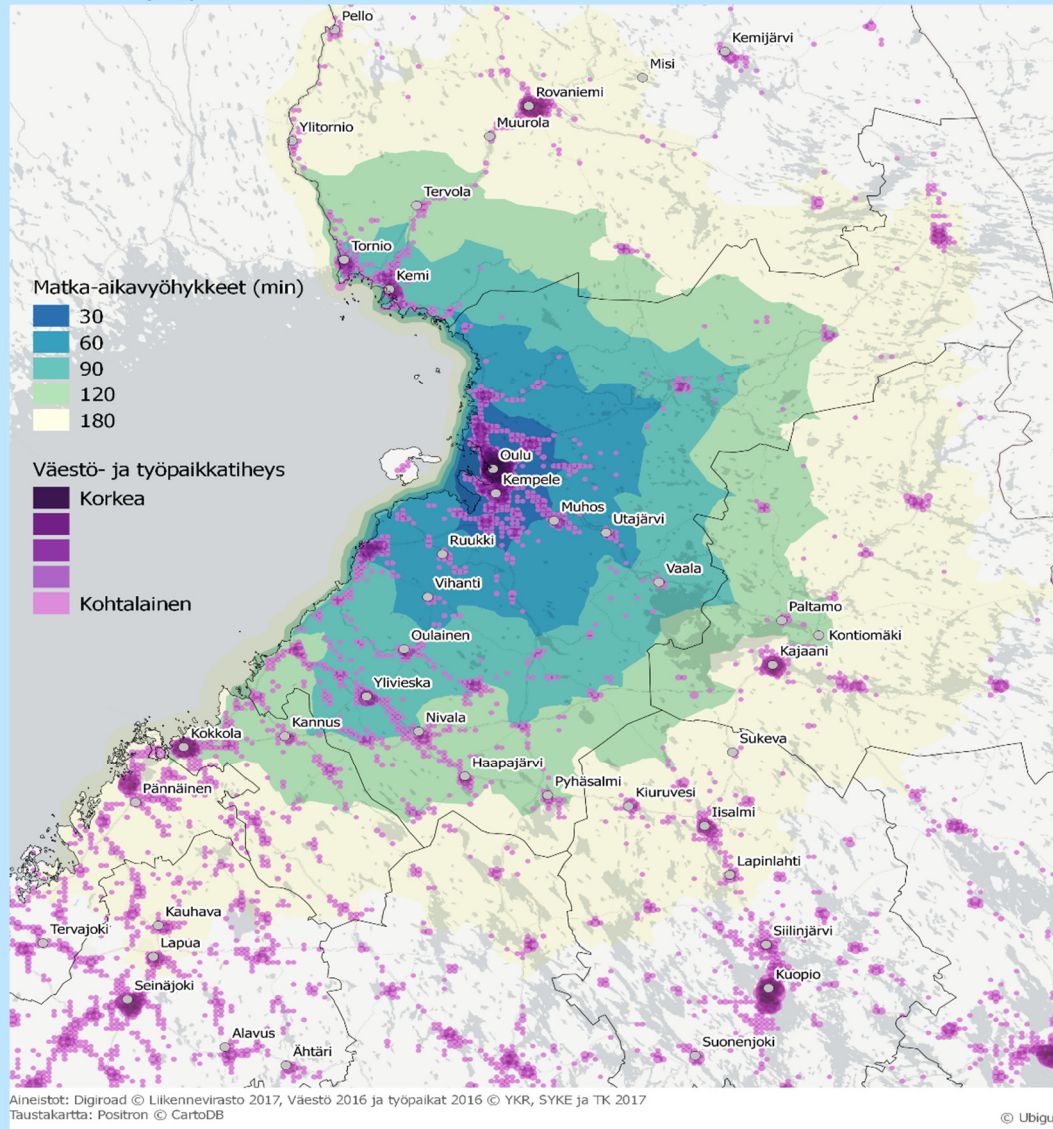 Pello
Kemijärvi
Misi
Rovaniemi
Muurola
Ylitornio
Tervola
Tornio
Kemi
Matka-aikavyöhykkeet (min)
30
60
90
120
180
Väestö- ja työpaikkatiheys
Korkea
Kohtalainen
Oulu
Kempele
Muhos
Utajärvi
Ruukki
Vaala
Vihanti
Paltamo
Kontiomäki
Oulainen
Kajaani
Ylivieska
Nivala
Kannus
Kokkola
Sukeva
Haapajärvi
Pännäinen
Pyhäsalmi
Kiuruvesi
Iisalmi
Lapinlahti
Kauhava
Tervajoki
Siilinjärvi
Lapua
Kuopio
Seinäjoki
Alavus
Suonenjoki
Ähtäri
Aineistot: Digiroad © Liikennevirasto 2017, Väestö 2016 ja työpaikat 2016 © YKR, SYKE ja TK 2017
Taustakartta: Positron © CartoDB
© Ubigu